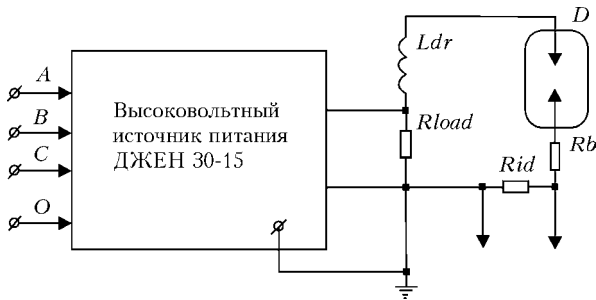 A
B
C
O
Высоковольтный
источник питания
ДЖЕН 30-15
Ldr
Rload
D
Rb
Rid